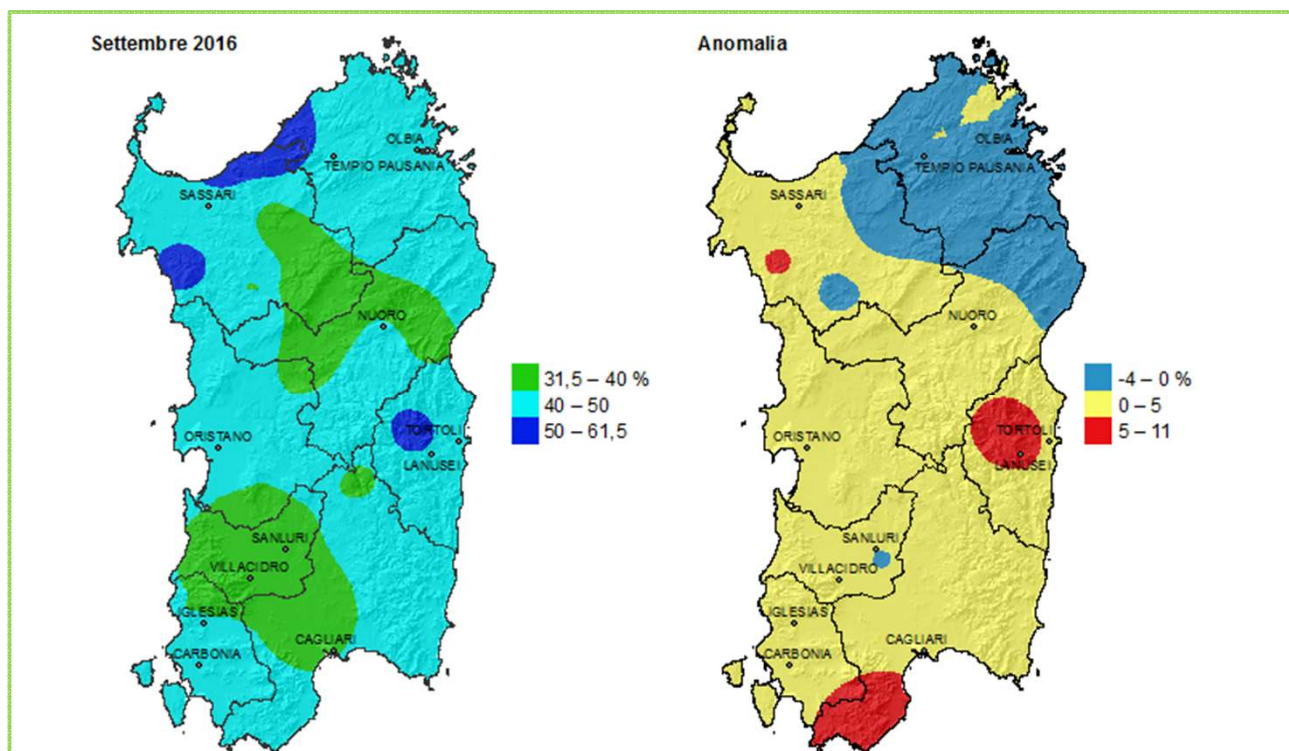 Settembre 2016
OLBIA
TEMPIO PAUSANIA
SASSARI
NUORO
ORISTANO
TORTOLI
LANUSEI
SANLURI
VILLACIDRO
IGLESIAS
CAGLIARI
CARBONIA
31,5 – 40 %
40 – 50
50 – 61,5
Anomalia
OLBIA
TEMPIO PAUSANIA
SASSARI
NUORO
ORISTANO
TORTOLI
LANUSEI
SANLURI
VILLACIDRO
IGLESIAS
CAGLIARI
CARBONIA
-4 – 0 %
0 – 5
5 – 11